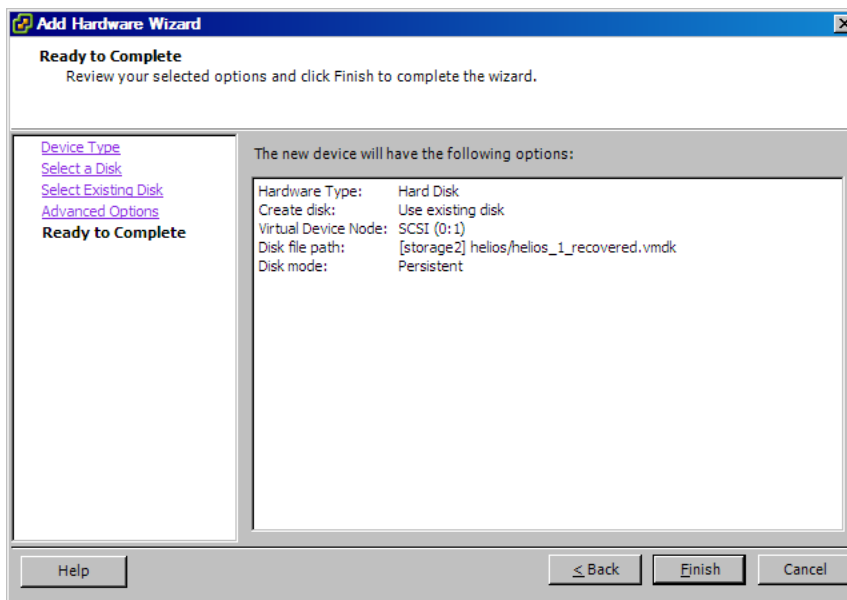 Add Hardware Wizard
Ready to Complete
Review your selected options and click Finish to complete the wizard.
Device Type
Select a Disk
Select Existing Disk
Advanced Options
Ready to Complete
The new device will have the following options:
Hardware Type: Hard Disk
Create disk: Use existing disk
Virtual Device Node: SCSI (0:1)
Disk file path: [storage2] helios/helios_1_recovered.vmdk
Disk mode: Persistent
Help
< Back
Finish
Cancel